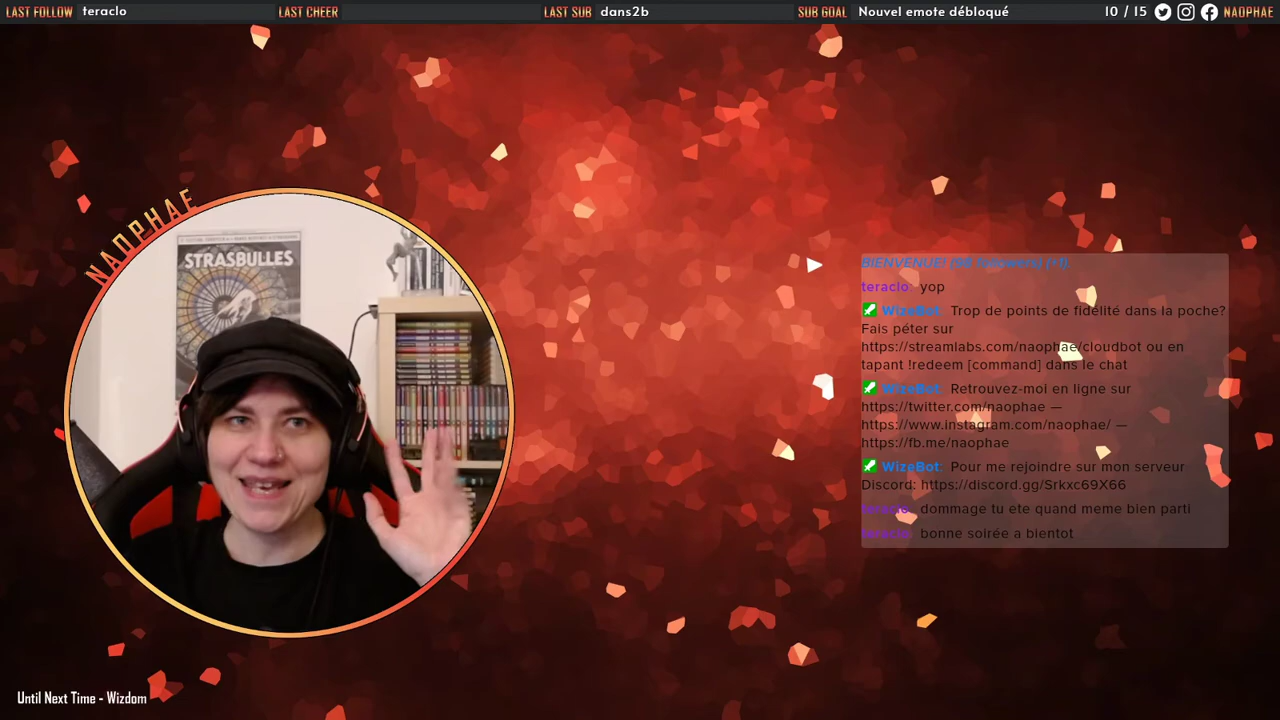 LAST FOLLOW teraclo LAST CHEER LAST SUB dans2b SUB GOAL Nouvel emote débloqué 10 / 15 NAOPHAE
NAOPHAE
STRASBULLES
teraclo: yop
WizeBot: Trop de points de fidélité dans la poche?
Fais péter sur
https://streamlabs.com/naophae/cloudbot ou en
tapant !redeem [command] dans le chat
WizeBot: Retrouvez-moi en ligne sur
https://twitter.com/naophae —
https://www.instagram.com/naophae/ —
https://fb.me/naophae
WizeBot: Pour me rejoindre sur mon serveur
Discord: https://discord.gg/Srkxc69X66
teraclo: dommage tu ete quand meme bien parti
teraclo: bonne soirée a bientot
Until Next Time - Wizdom